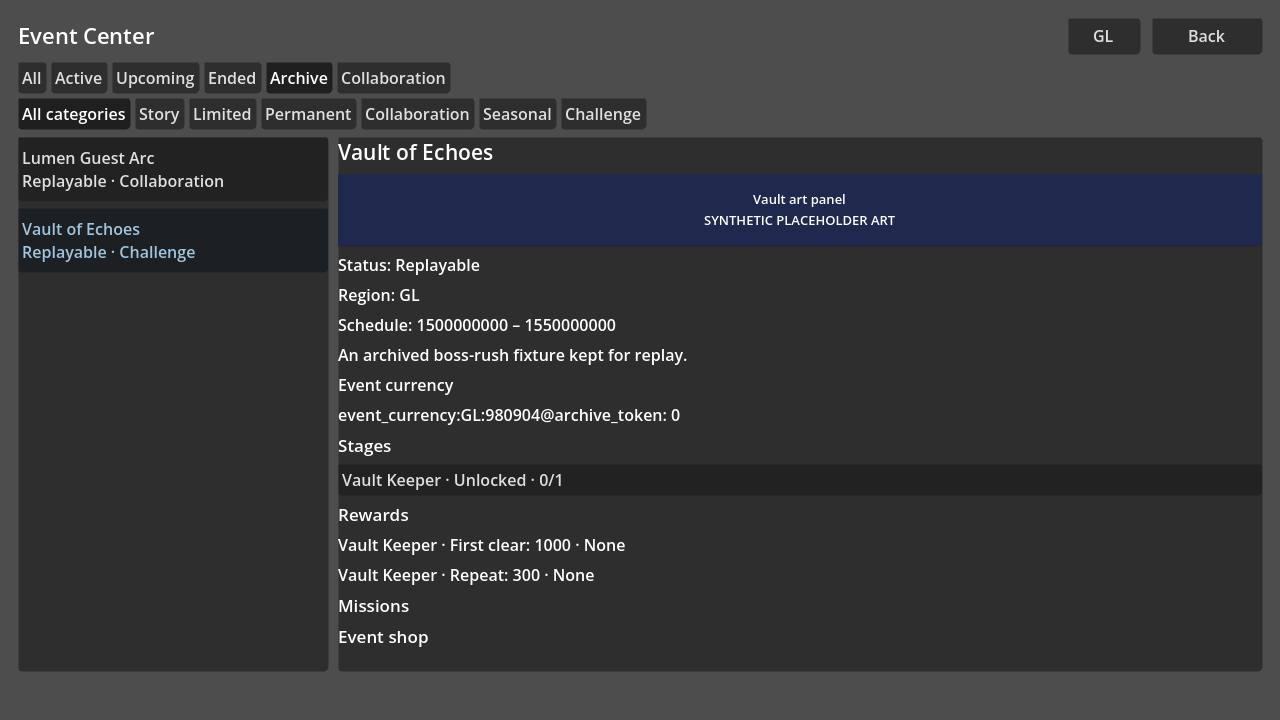 Event Center
GL
Back
All
Active
Upcoming
Ended
Archive
Collaboration
All categories
Story
Limited
Permanent
Collaboration
Seasonal
Challenge
Lumen Guest Arc
Replayable · Collaboration
Vault of Echoes
Replayable · Challenge
Vault of Echoes
Vault art panel
SYNTHETIC PLACEHOLDER ART
Status: Replayable
Region: GL
Schedule: 1500000000 – 1550000000
An archived boss-rush fixture kept for replay.
Event currency
event_currency:GL:980904@archive_token: 0
Stages
Vault Keeper · Unlocked · 0/1
Rewards
Vault Keeper · First clear: 1000 · None
Vault Keeper · Repeat: 300 · None
Missions
Event shop